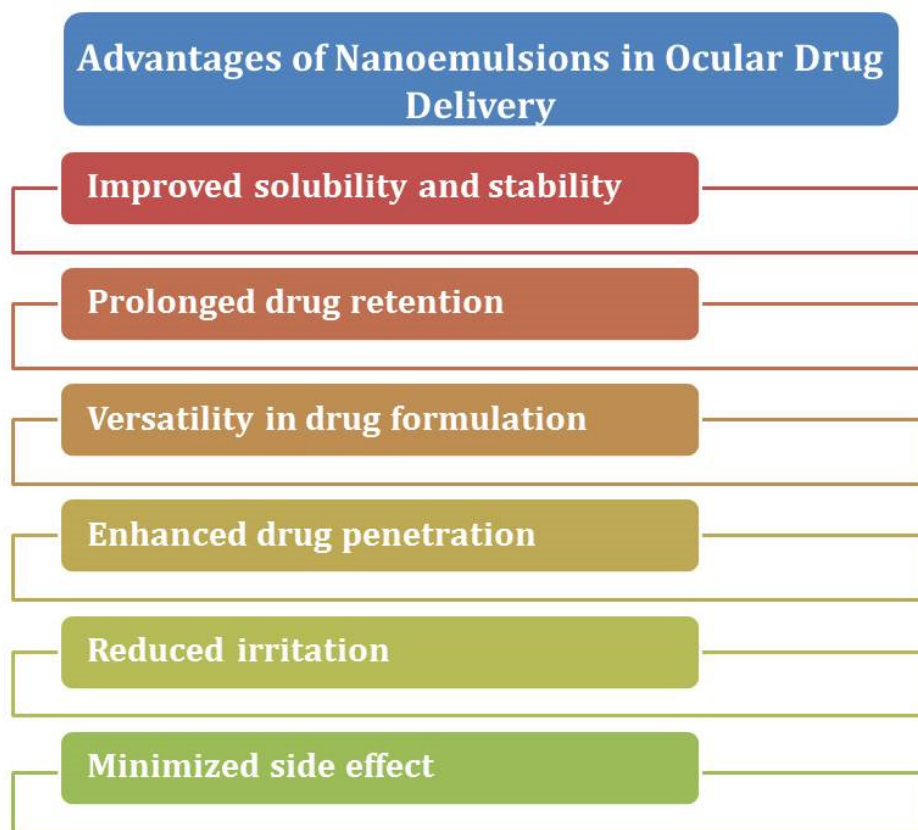 Advantages of Nanoemulsions in Ocular Drug
Delivery
Improved solubility and stability
Prolonged drug retention
Versatility in drug formulation
Enhanced drug penetration
Reduced irritation
Minimized side effect